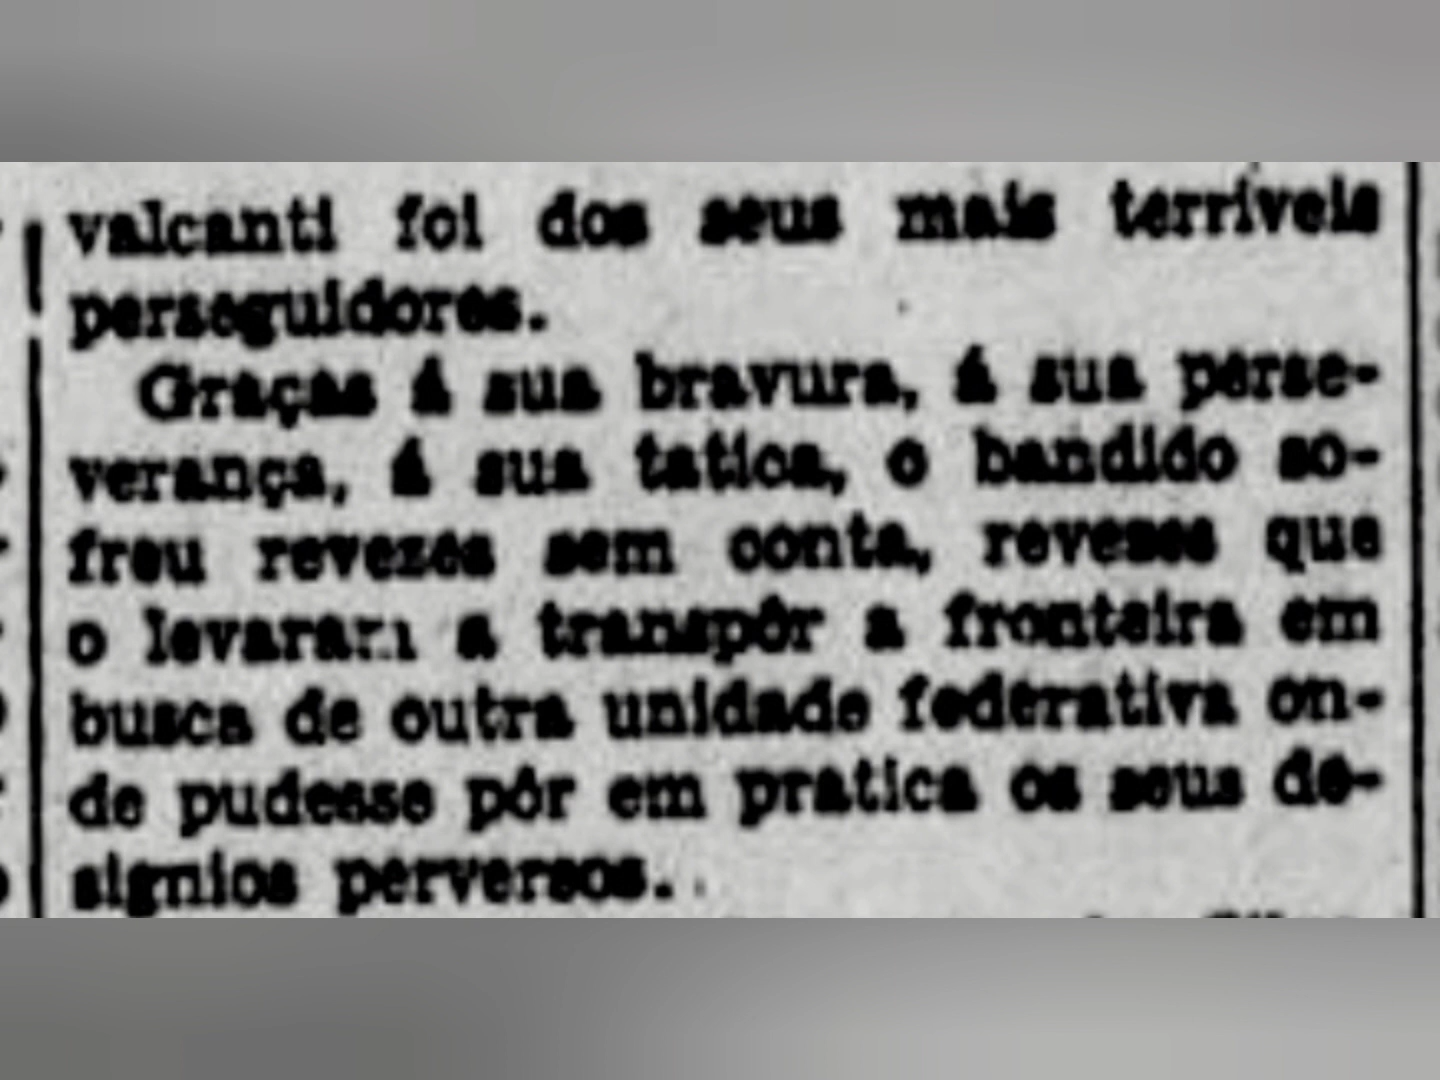 valcanti foi dos seus mais terríveis
perseguidores.
Graças á sua bravura, á sua perse-
verança, á sua tatica, o bandido so-
freu revezes sem conta, revezes que
o levaram a transpôr a fronteira em
busca de outra unidade federativa on-
de pudesse pôr em pratica os seus de-
signios perversos.